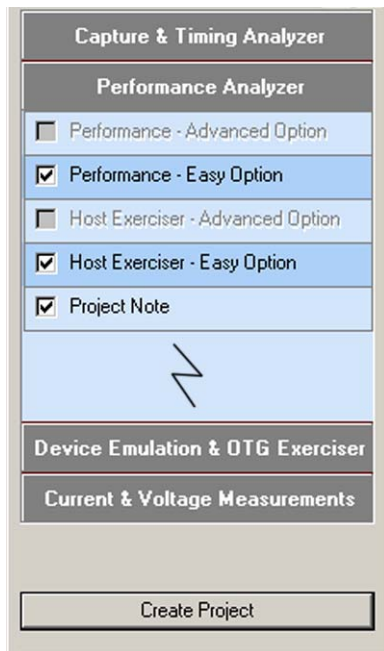 Capture & Timing Analyzer
Performance Analyzer
Performance - Advanced Option
Performance - Easy Option
Host Exerciser - Advanced Option
Host Exerciser - Easy Option
Project Note
Device Emulation & OTG Exerciser
Current & Voltage Measurements
Create Project